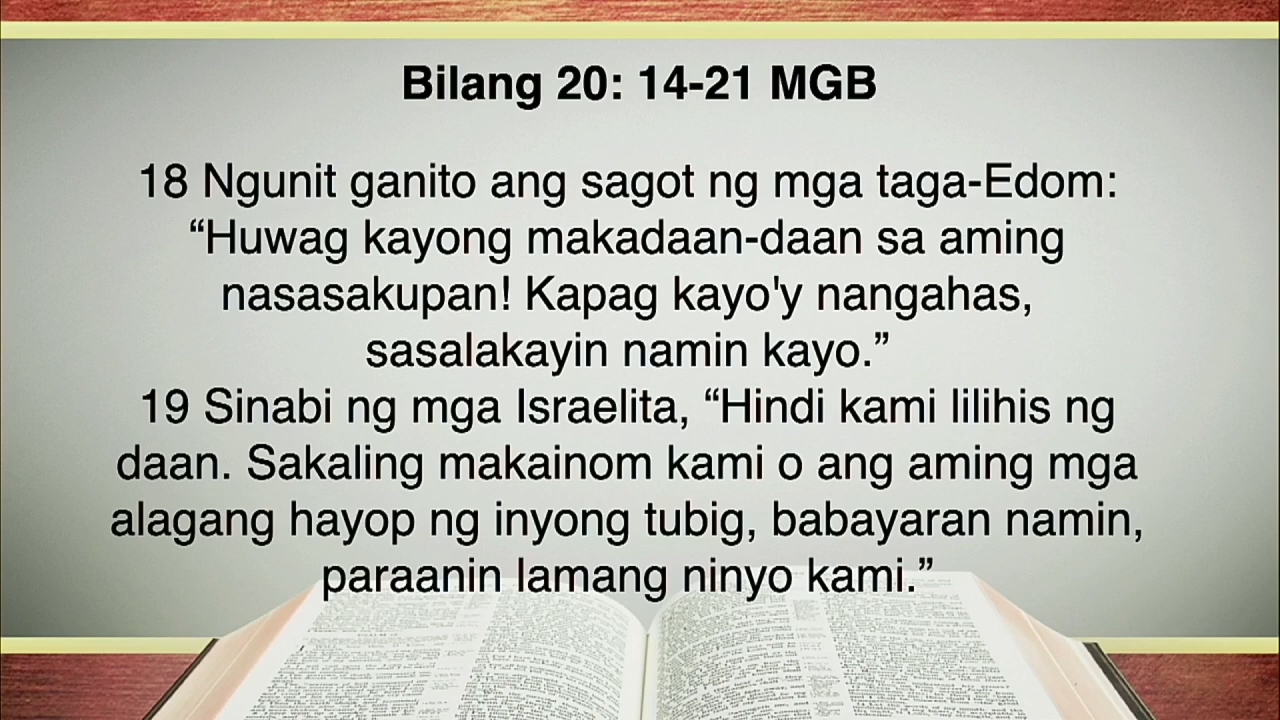 Bilang 20: 14-21 MGB
18 Ngunit ganito ang sagot ng mga taga-Edom:
“Huwag kayong makadaan-daan sa aming
nasasakupan! Kapag kayo'y nangahas,
sasalakayin namin kayo.”
19 Sinabi ng mga Israelita, “Hindi kami lilihis ng
daan. Sakaling makainom kami o ang aming mga
alagang hayop ng inyong tubig, babayaran namin,
paraanin lamang ninyo kami.”